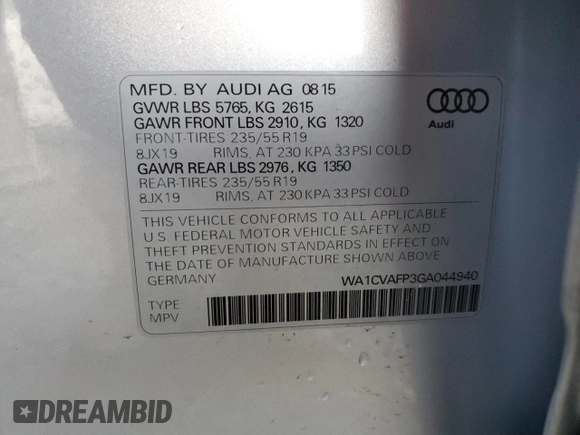 MFD. BY AUDI AG 08 15
GVWR LBS 5765, KG 2615
GAWR FRONT LBS 2910, KG 1320
FRONT-TIRES 235/55 R19
8JX19 RIMS, AT 230 KPA 33 PSI COLD
GAWR REAR LBS 2976, KG 1350
REAR-TIRES 235/55 R19
8JX19 RIMS, AT 230 KPA 33 PSI COLD
Audi
THIS VEHICLE CONFORMS TO ALL APPLICABLE
U.S. FEDERAL MOTOR VEHICLE SAFETY AND
THEFT PREVENTION STANDARDS IN EFFECT ON
THE DATE OF MANUFACTURE SHOWN ABOVE
GERMANY WA1CVAFP3GA044940
TYPE
MPV
DREAMBID